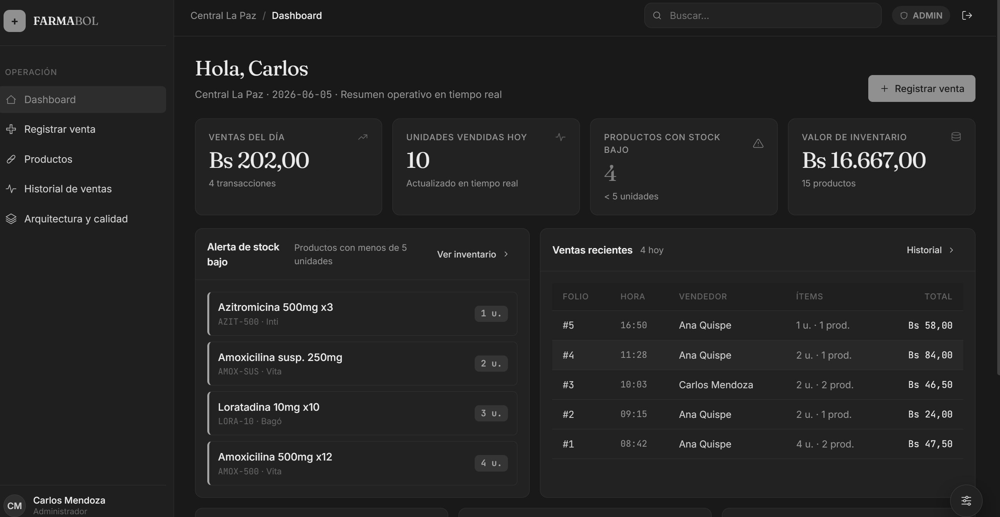 + FARMABOL
OPERACIÓN
Dashboard
Registrar venta
Productos
Historial de ventas
Arquitectura y calidad
CM
Carlos Mendoza
Administrador
Central La Paz / Dashboard
Buscar...
ADMIN
Hola, Carlos
Central La Paz · 2026-06-05 · Resumen operativo en tiempo real
+ Registrar venta
VENTAS DEL DÍA
Bs 202,00
4 transacciones
UNIDADES VENDIDAS HOY
10
Actualizado en tiempo real
PRODUCTOS CON STOCK
BAJO
4
< 5 unidades
VALOR DE INVENTARIO
Bs 16.667,00
15 productos
Alerta de stock
bajo
Productos con menos de 5
unidades
Ver inventario
Azitromicina 500mg x3
AZIT-500 · Inti
1 u.
Amoxicilina susp. 250mg
AMOX-SUS · Vita
2 u.
Loratadina 10mg x10
LORA-10 · Bagó
3 u.
Amoxicilina 500mg x12
AMOX-500 · Vita
4 u.
Ventas recientes 4 hoy
Historial
FOLIO HORA VENDEDOR ÍTEMS TOTAL
#5 16:50 Ana Quispe 1 u. · 1 prod. Bs 58,00
#4 11:28 Ana Quispe 2 u. · 1 prod. Bs 84,00
#3 10:03 Carlos Mendoza 2 u. · 2 prod. Bs 46,50
#2 09:15 Ana Quispe 2 u. · 1 prod. Bs 24,00
#1 08:42 Ana Quispe 4 u. · 2 prod. Bs 47,50